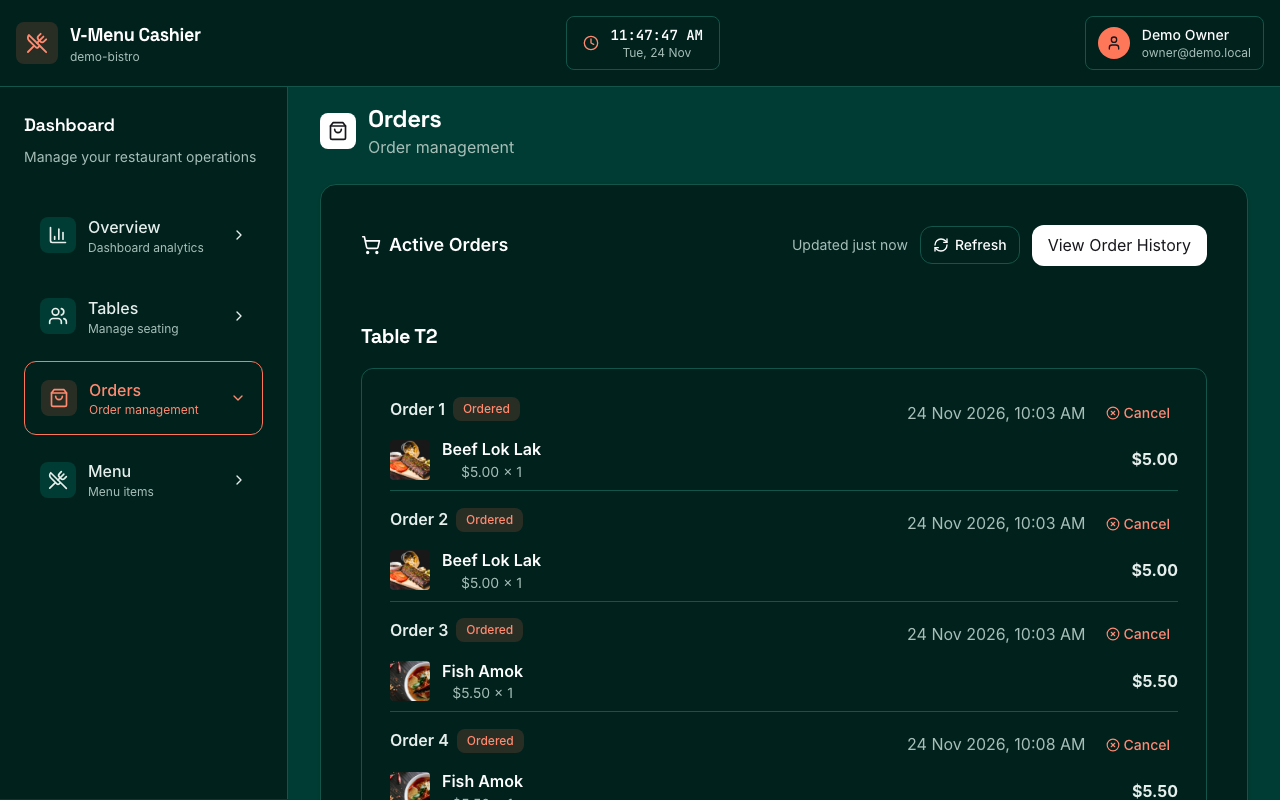 V-Menu Cashier
demo-bistro
11:47:47 AM
Tue, 24 Nov
Demo Owner
owner@demo.local
Dashboard
Manage your restaurant operations
Overview
Dashboard analytics
Tables
Manage seating
Orders
Order management
Menu
Menu items
Orders
Order management
Active Orders
Updated just now
Refresh
View Order History
Table T2
Order 1 Ordered 24 Nov 2026, 10:03 AM Cancel
Beef Lok Lak
$5.00 × 1
$5.00
Order 2 Ordered 24 Nov 2026, 10:03 AM Cancel
Beef Lok Lak
$5.00 × 1
$5.00
Order 3 Ordered 24 Nov 2026, 10:03 AM Cancel
Fish Amok
$5.50 × 1
$5.50
Order 4 Ordered 24 Nov 2026, 10:08 AM Cancel
Fish Amok
$5.50